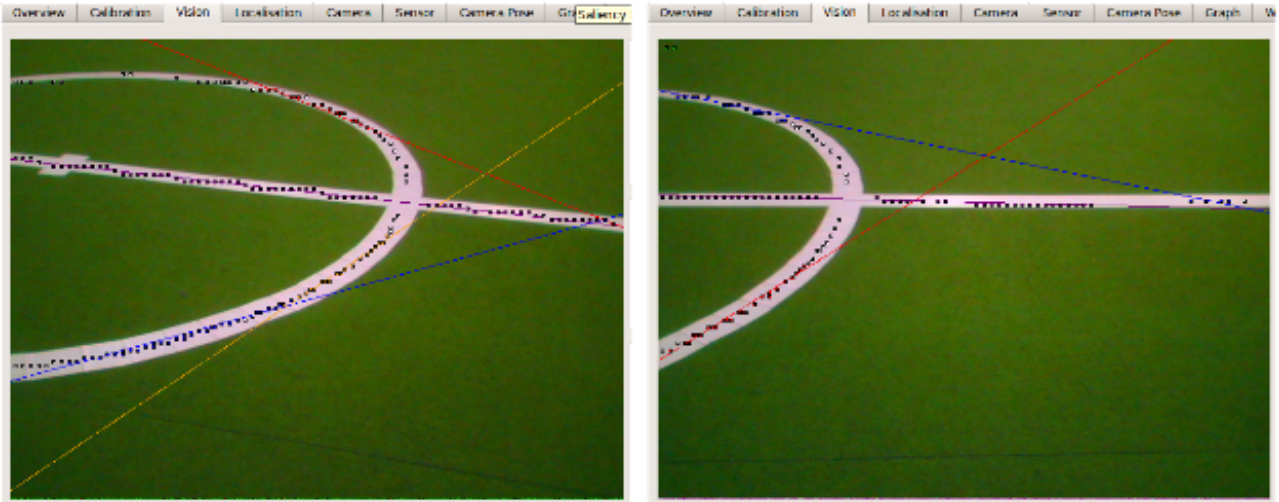 Overview Calibration Vision Localisation Camera Sensor Camera Pose Saliency
Overview Calibration Vision Localisation Camera Sensor Camera Pose Graph